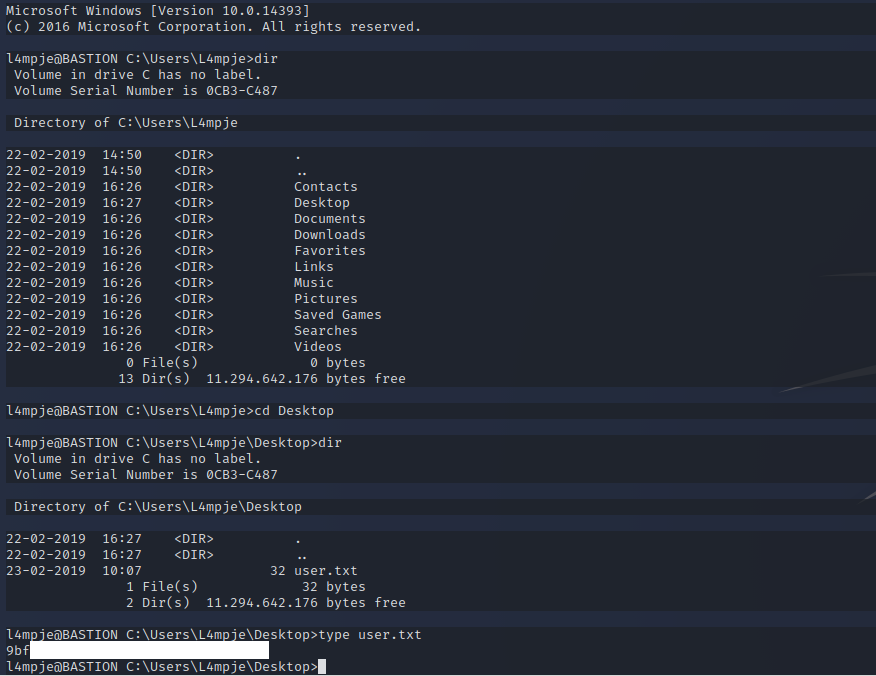 Microsoft Windows [Version 10.0.14393]
(c) 2016 Microsoft Corporation. All rights reserved.
l4mpje@BASTION C:\Users\L4mpje>dir
 Volume in drive C has no label.
 Volume Serial Number is 0CB3-C487
 Directory of C:\Users\L4mpje
22-02-2019  14:50    <DIR>          .
22-02-2019  14:50    <DIR>          ..
22-02-2019  16:26    <DIR>          Contacts
22-02-2019  16:27    <DIR>          Desktop
22-02-2019  16:26    <DIR>          Documents
22-02-2019  16:26    <DIR>          Downloads
22-02-2019  16:26    <DIR>          Favorites
22-02-2019  16:26    <DIR>          Links
22-02-2019  16:26    <DIR>          Music
22-02-2019  16:26    <DIR>          Pictures
22-02-2019  16:26    <DIR>          Saved Games
22-02-2019  16:26    <DIR>          Searches
22-02-2019  16:26    <DIR>          Videos
               0 File(s)              0 bytes
              13 Dir(s)  11.294.642.176 bytes free
l4mpje@BASTION C:\Users\L4mpje>cd Desktop
l4mpje@BASTION C:\Users\L4mpje\Desktop>dir
 Volume in drive C has no label.
 Volume Serial Number is 0CB3-C487
 Directory of C:\Users\L4mpje\Desktop
22-02-2019  16:27    <DIR>          .
22-02-2019  16:27    <DIR>          ..
23-02-2019  10:07                32 user.txt
               1 File(s)             32 bytes
               2 Dir(s)  11.294.642.176 bytes free
l4mpje@BASTION C:\Users\L4mpje\Desktop>type user.txt
9bf
l4mpje@BASTION C:\Users\L4mpje\Desktop>